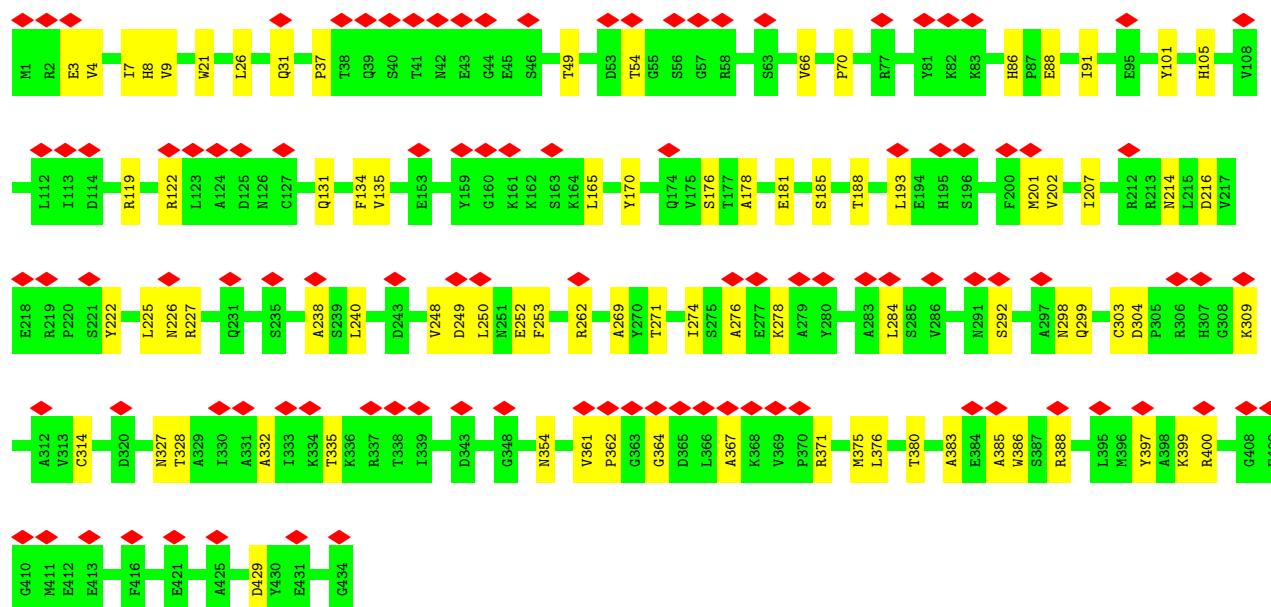 M1 R2 E3 V4 I7 H8 V9 W21 L26 Q31 P37 T38 Q39 S40 T41 N42 E43 G44 E45 S46 T49 D53 T54 G55 S56 G57 R58 S63 V66 P70 R77 Y81 K82 K83 H86 P87 E88 I91 E95 Y101 H105 V108
L112 I113 D114 R119 R122 L123 A124 D125 N126 C127 Q131 F134 V135 E153 Y159 G160 K161 K162 S163 K164 L165 Y170 Q174 V175 S176 T177 A178 E181 S185 T188 L193 E194 H195 S196 F200 M201 V202 I207 R212 R213 N214 L215 D216 V217
E218 R219 P220 S221 Y222 L225 N226 R227 Q231 S235 A238 S239 L240 D243 V248 D249 L250 N251 E252 F253 R262 A269 Y270 T271 I274 S275 A276 E277 K278 A279 Y280 A283 L284 S285 V286 N291 S292 A297 N298 Q299 C303 D304 P305 R306 H307 G308 K309
A312 V313 C314 D320 N327 T328 A329 I330 A331 A332 I333 K334 T335 K336 R337 T338 I339 D343 G348 N354 V361 P362 G363 G364 D365 L366 A367 K368 V369 P370 R371 M375 L376 T380 A383 E384 A385 W386 S387 R388 L395 M396 Y397 A398 K399 R400 G408
G410 M411 E412 E413 F416 E421 A425 D429 Y430 E431 G434